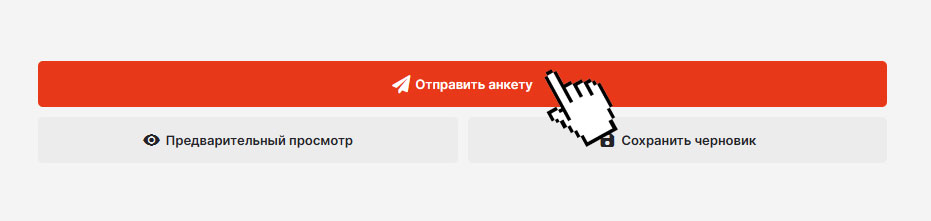 Отправить анкету
Предварительный просмотр
Сохранить черновик